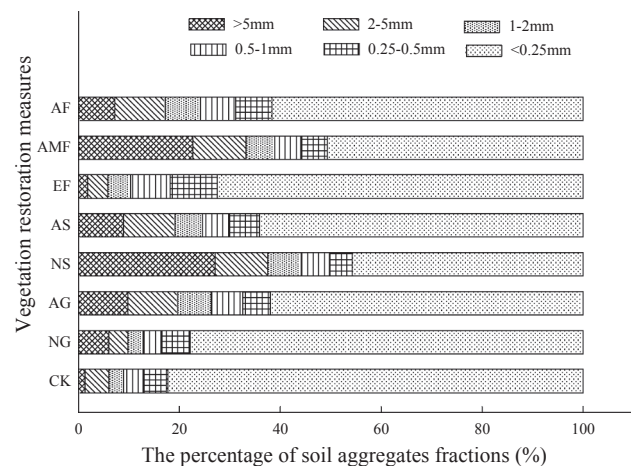 >5mm 2-5mm 1-2mm
0.5-1mm 0.25-0.5mm <0.25mm
Vegetation restoration measures
AF
AMF
EF
AS
NS
AG
NG
CK
0 20 40 60 80 100
The percentage of soil aggregates fractions (%)